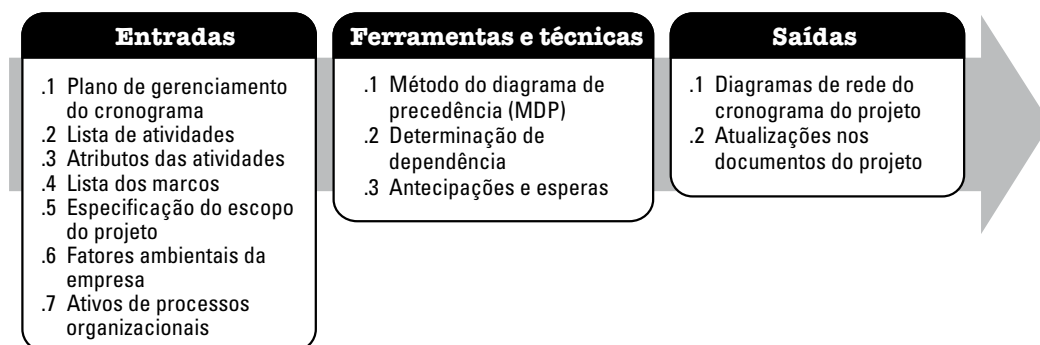 Entradas
.1 Plano de gerenciamento
do cronograma
.2 Lista de atividades
.3 Atributos das atividades
.4 Lista dos marcos
.5 Especificação do escopo
do projeto
.6 Fatores ambientais da
empresa
.7 Ativos de processos
organizacionais
Ferramentas e técnicas
.1 Método do diagrama de
precedência (MDP)
.2 Determinação de
dependência
.3 Antecipações e esperas
Saídas
.1 Diagramas de rede do
cronograma do projeto
.2 Atualizações nos
documentos do projeto